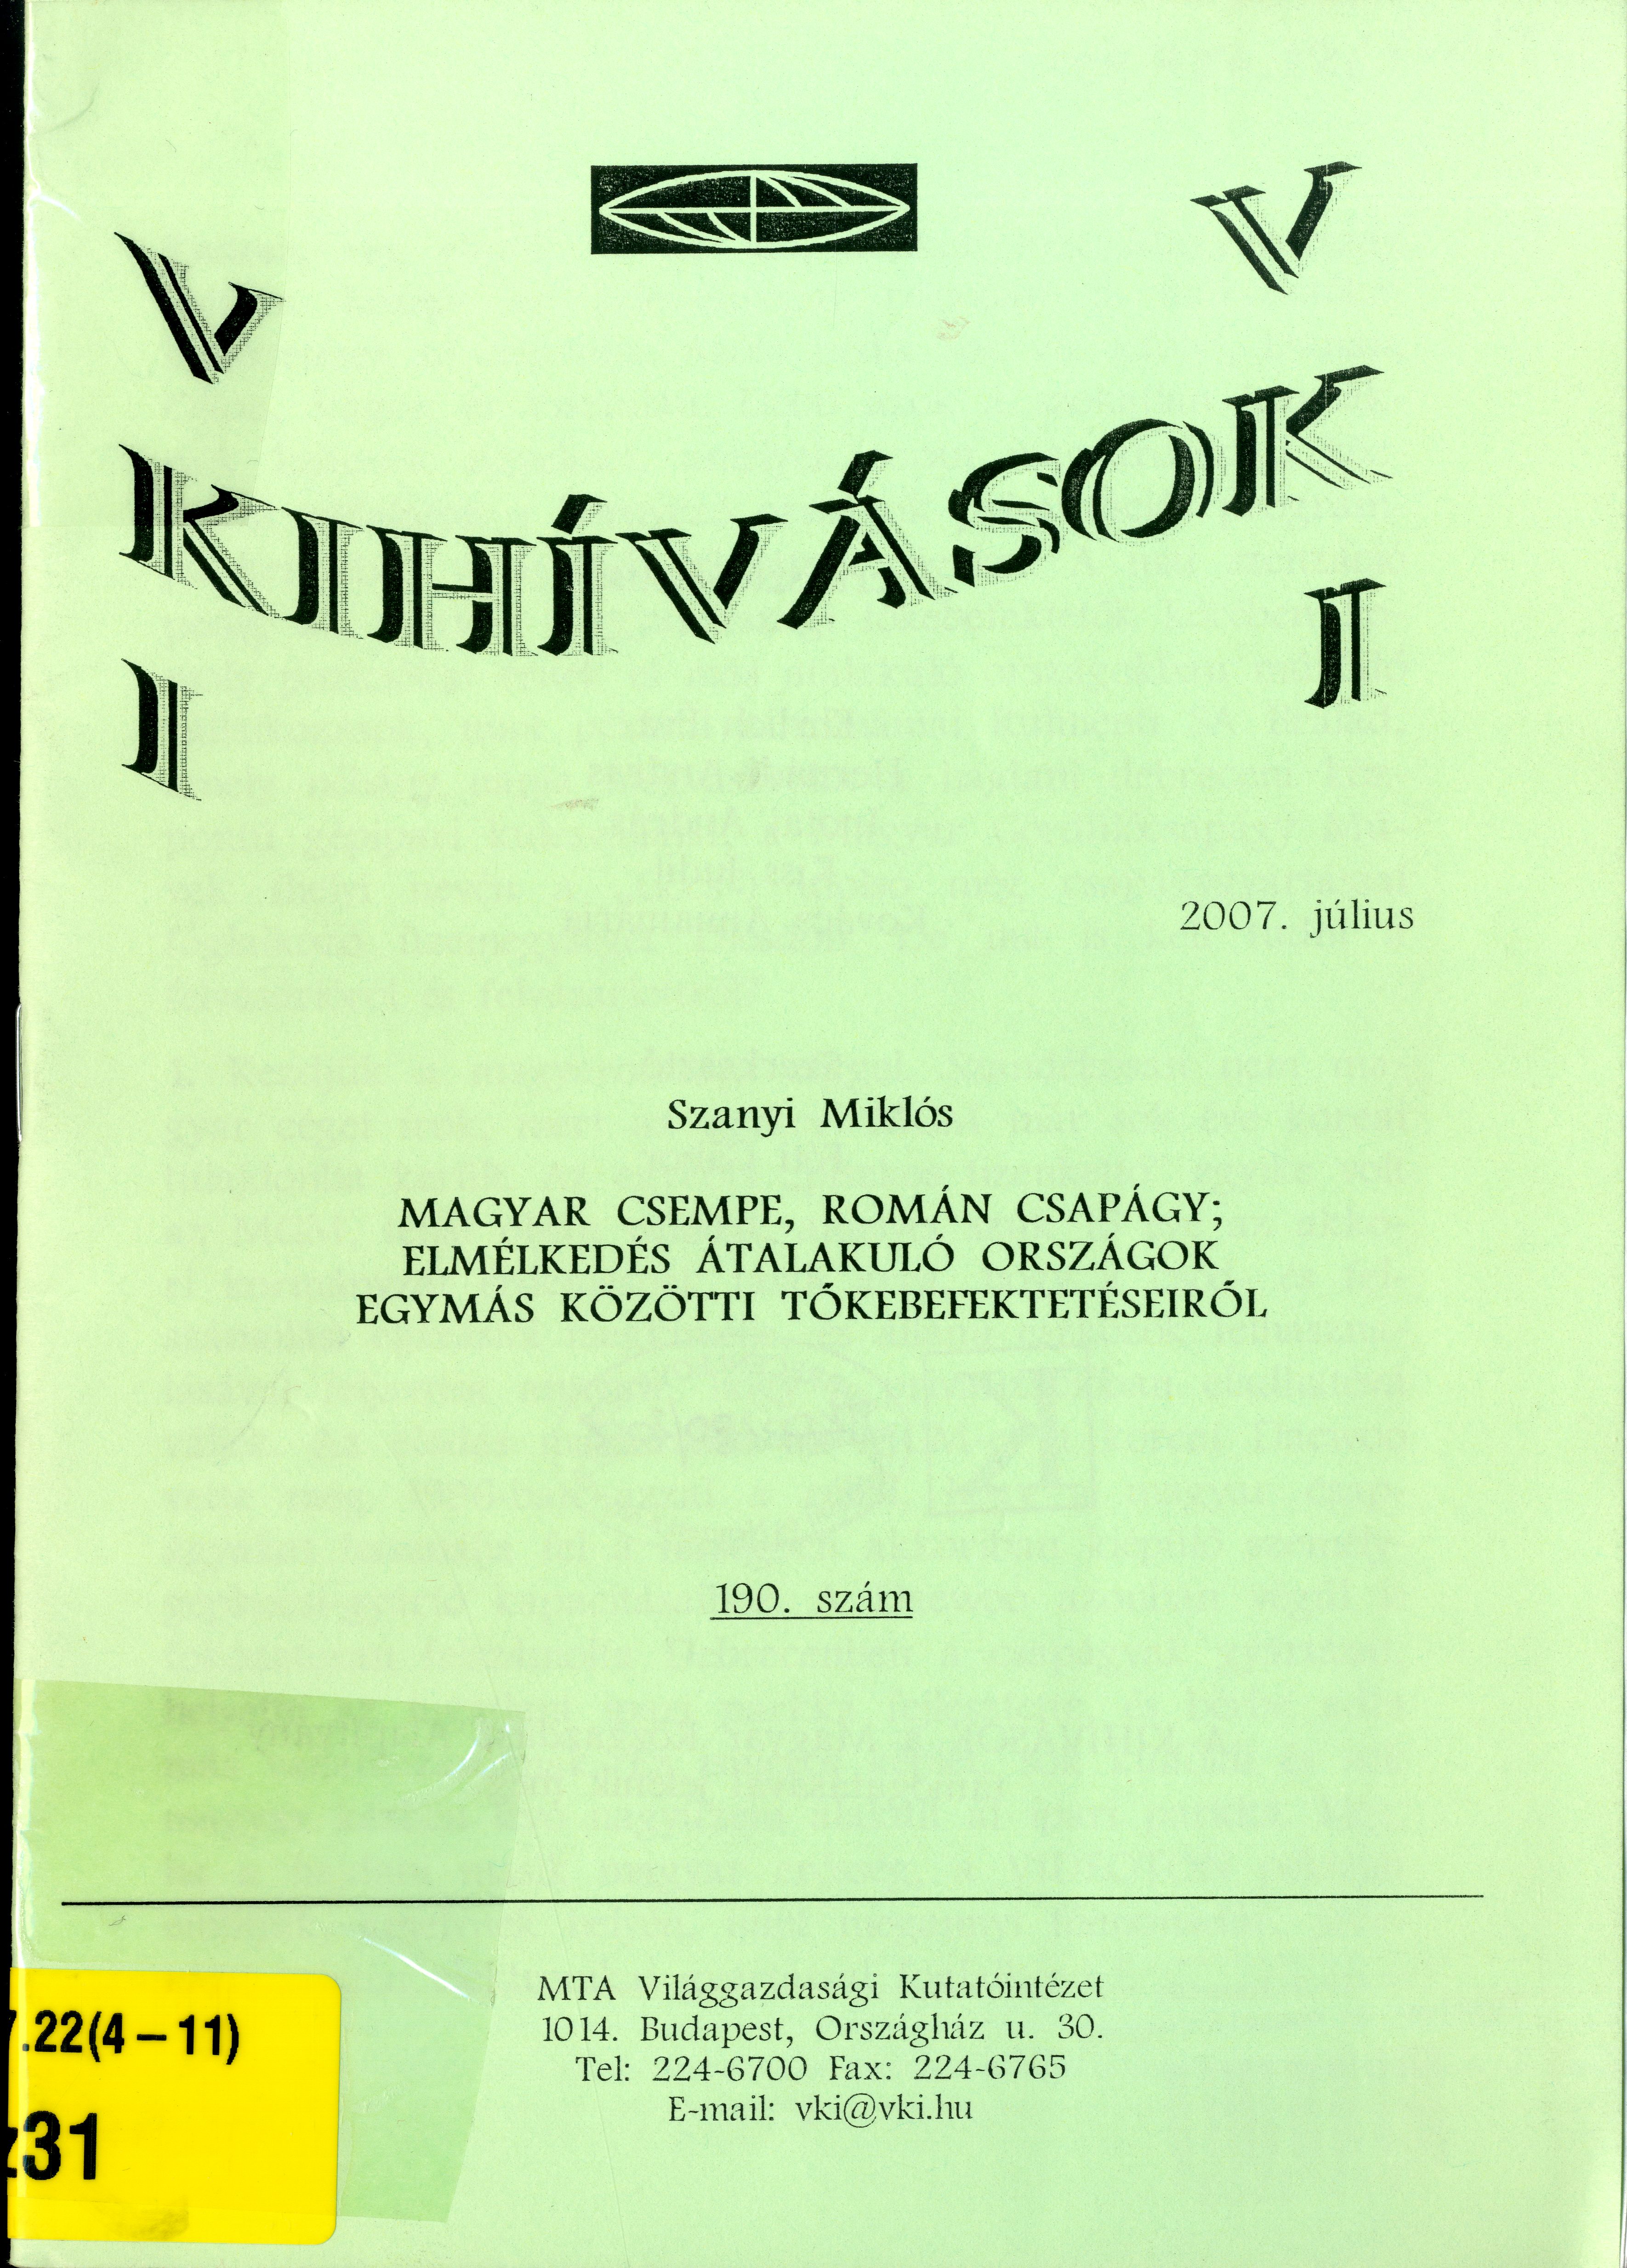 V V
KIHÍVÁSOK
I I
2007. július
Szanyi Miklós
MAGYAR CSEMPE, ROMÁN CSAPÁGY;
ELMÉLKEDÉS ÁTALAKULÓ ORSZÁGOK
EGYMÁS KÖZÖTTI TŐKEBEFEKTETÉSEIRŐL
190. szám
MTA Világgazdasági Kutatóintézet
1014. Budapest, Országház u. 30.
Tel: 224-6700 Fax: 224-6765
E-mail: vki@vki.hu
.22(4–11)
31